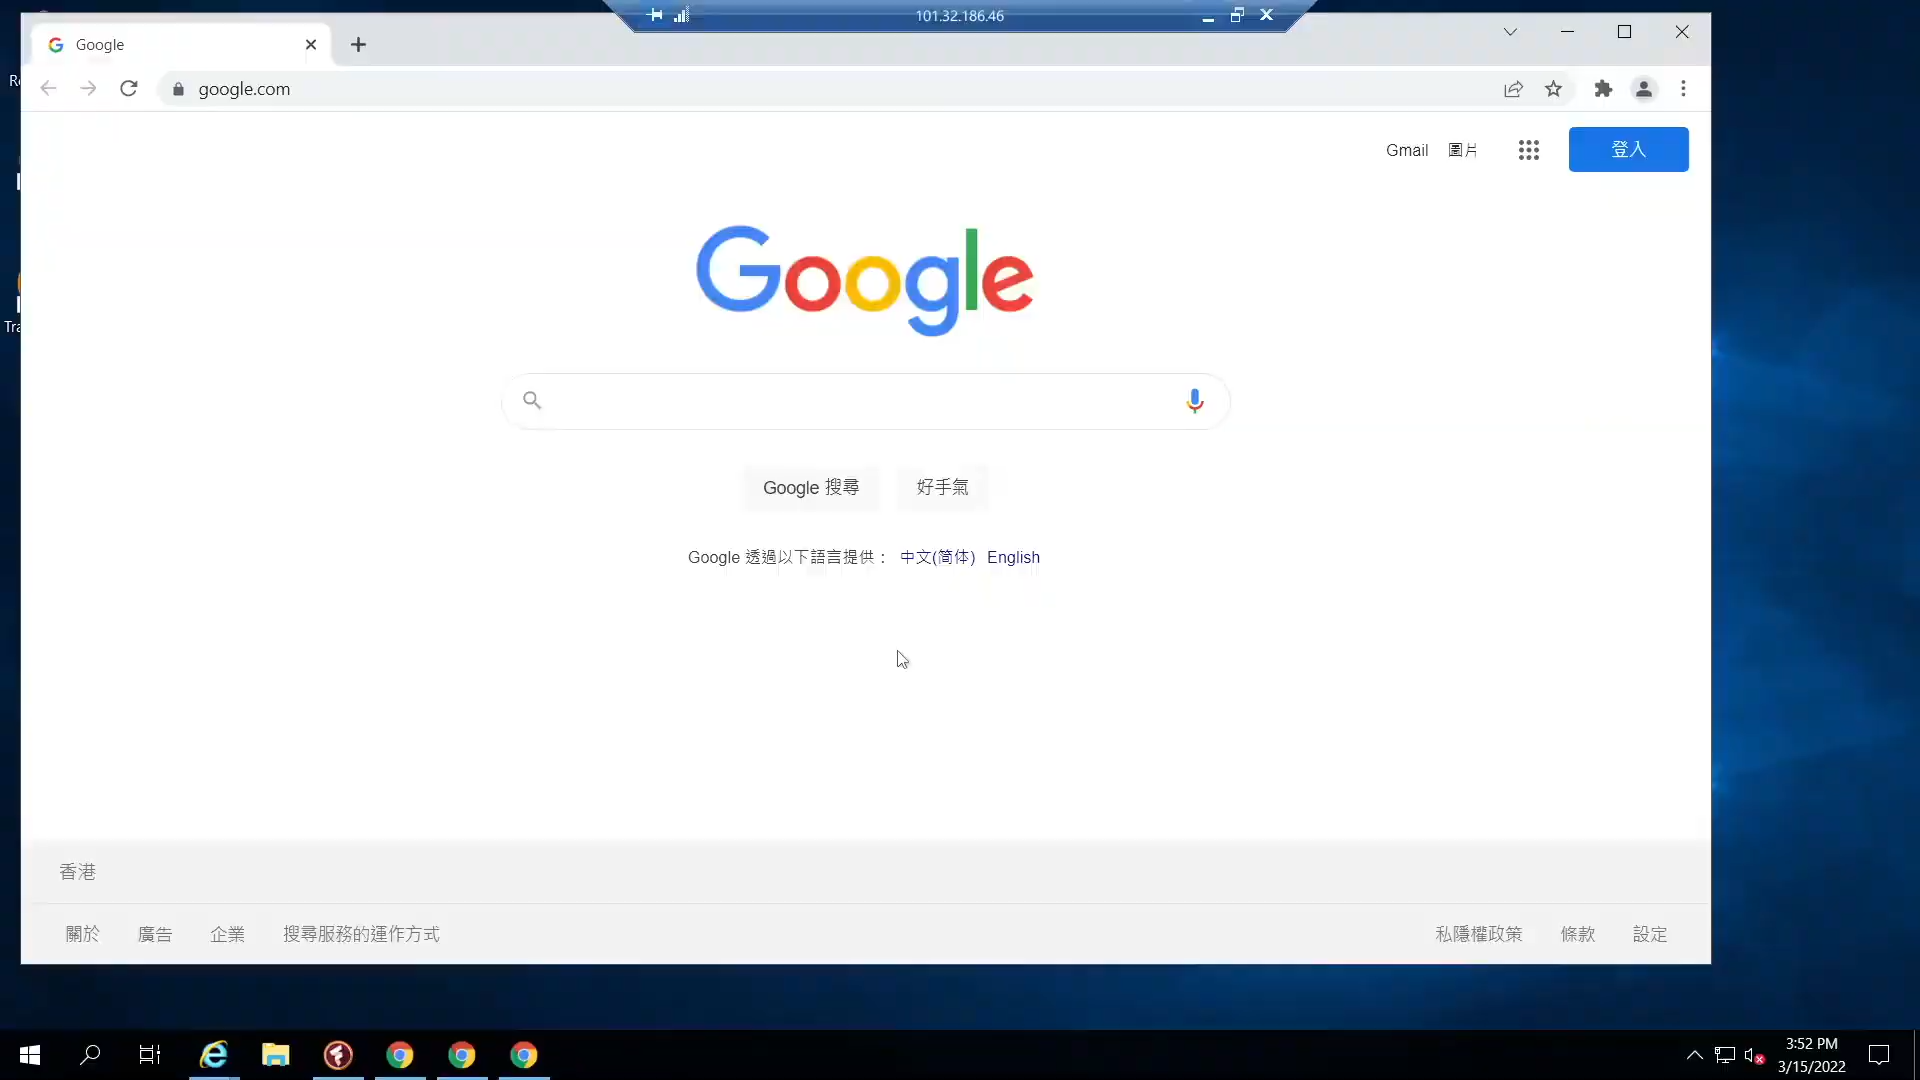 101.32.186.46
Google
google.com
Gmail 圖片 登入
Google
Google 搜尋 好手氣
Google 透過以下語言提供： 中文(简体) English
香港
關於 廣告 企業 搜尋服務的運作方式 私隱權政策 條款 設定
3:52 PM
3/15/2022